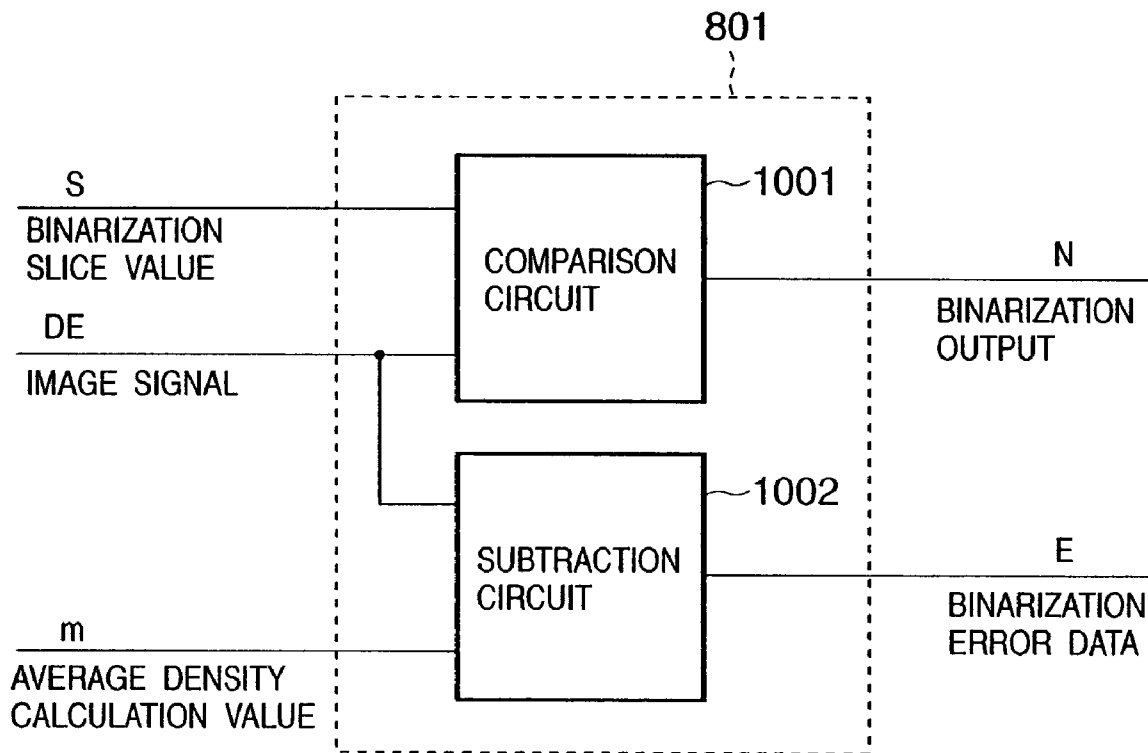 801
S
BINARIZATION
SLICE VALUE
DE
IMAGE SIGNAL
m
AVERAGE DENSITY
CALCULATION VALUE
COMPARISON
CIRCUIT
1001
SUBTRACTION
CIRCUIT
1002
N
BINARIZATION
OUTPUT
E
BINARIZATION
ERROR DATA